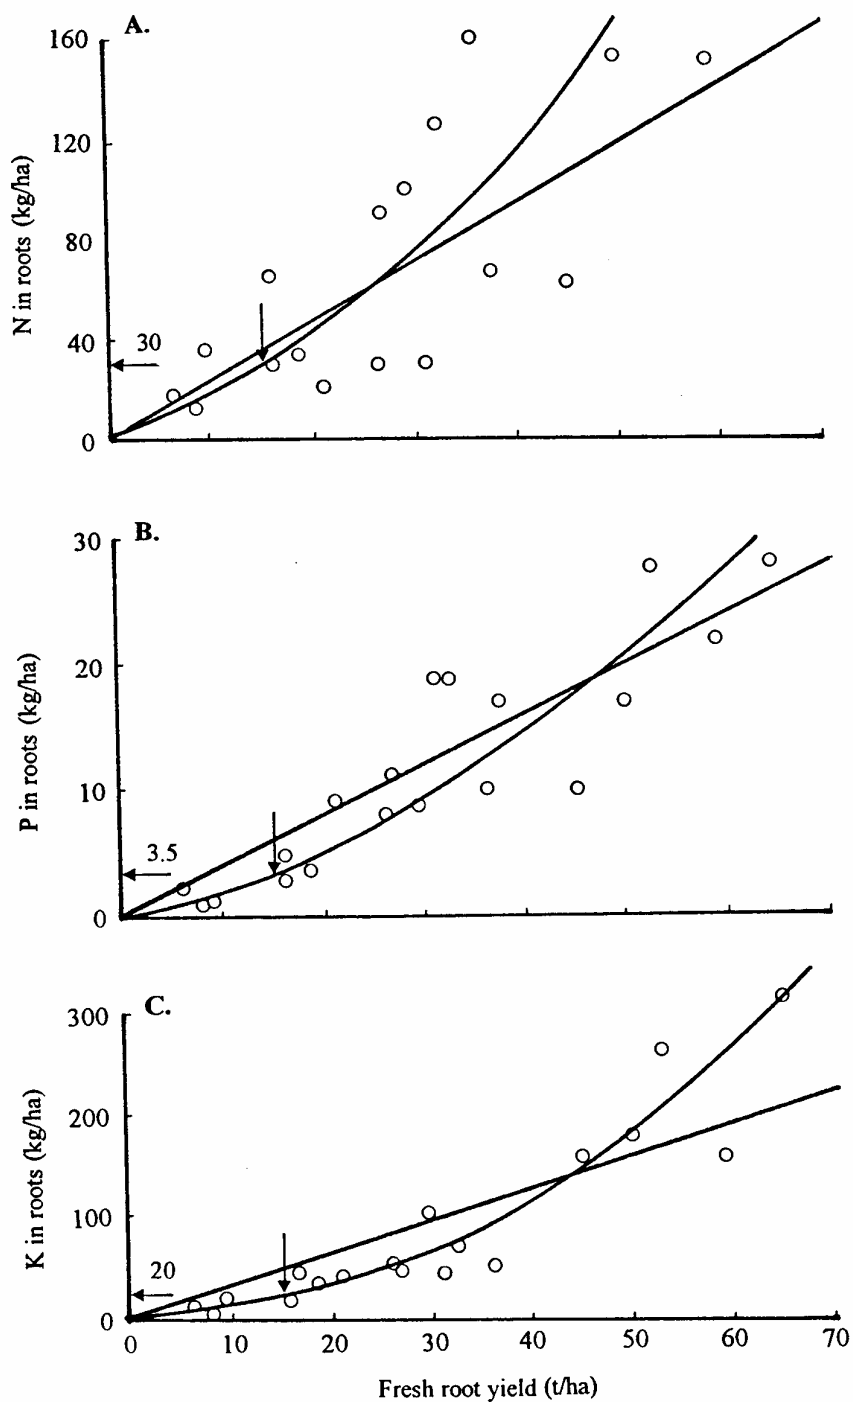 A.
160
120
80
40
30
0
N in roots (kg/ha)
B.
30
20
10
3.5
0
P in roots (kg/ha)
C.
300
200
100
20
0
K in roots (kg/ha)
0 10 20 30 40 50 60 70
Fresh root yield (t/ha)